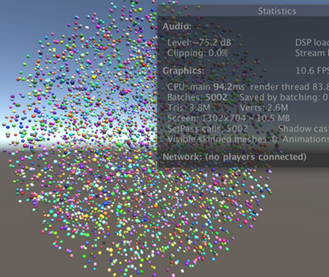 Statistics
Audio:
Level: -75.2 dB DSP loa
Clipping: 0.0% Stream l
Graphics: 10.6 FPS
CPU: main 94.2ms render thread 83.8
Batches: 5002 Saved by batching: 0
Tris: 3.8M Verts: 2.6M
Screen: 1302x704 - 10.5 MB
SetPass calls: 5002 Shadow cas
Visible skinned meshes: 0 Animations
Network: (no players connected)